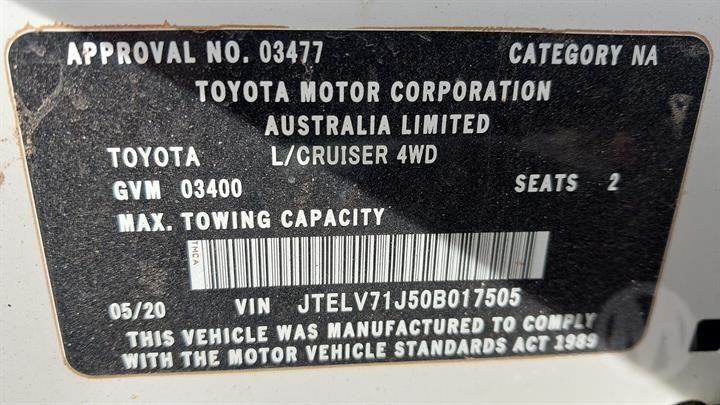 APPROVAL NO. 03477 CATEGORY NA
TOYOTA MOTOR CORPORATION
AUSTRALIA LIMITED
TOYOTA L/CRUISER 4WD
GVM 03400 SEATS 2
MAX. TOWING CAPACITY
TMCA
05/20 VIN JTELV71J50B017505
THIS VEHICLE WAS MANUFACTURED TO COMPLY
WITH THE MOTOR VEHICLE STANDARDS ACT 1989